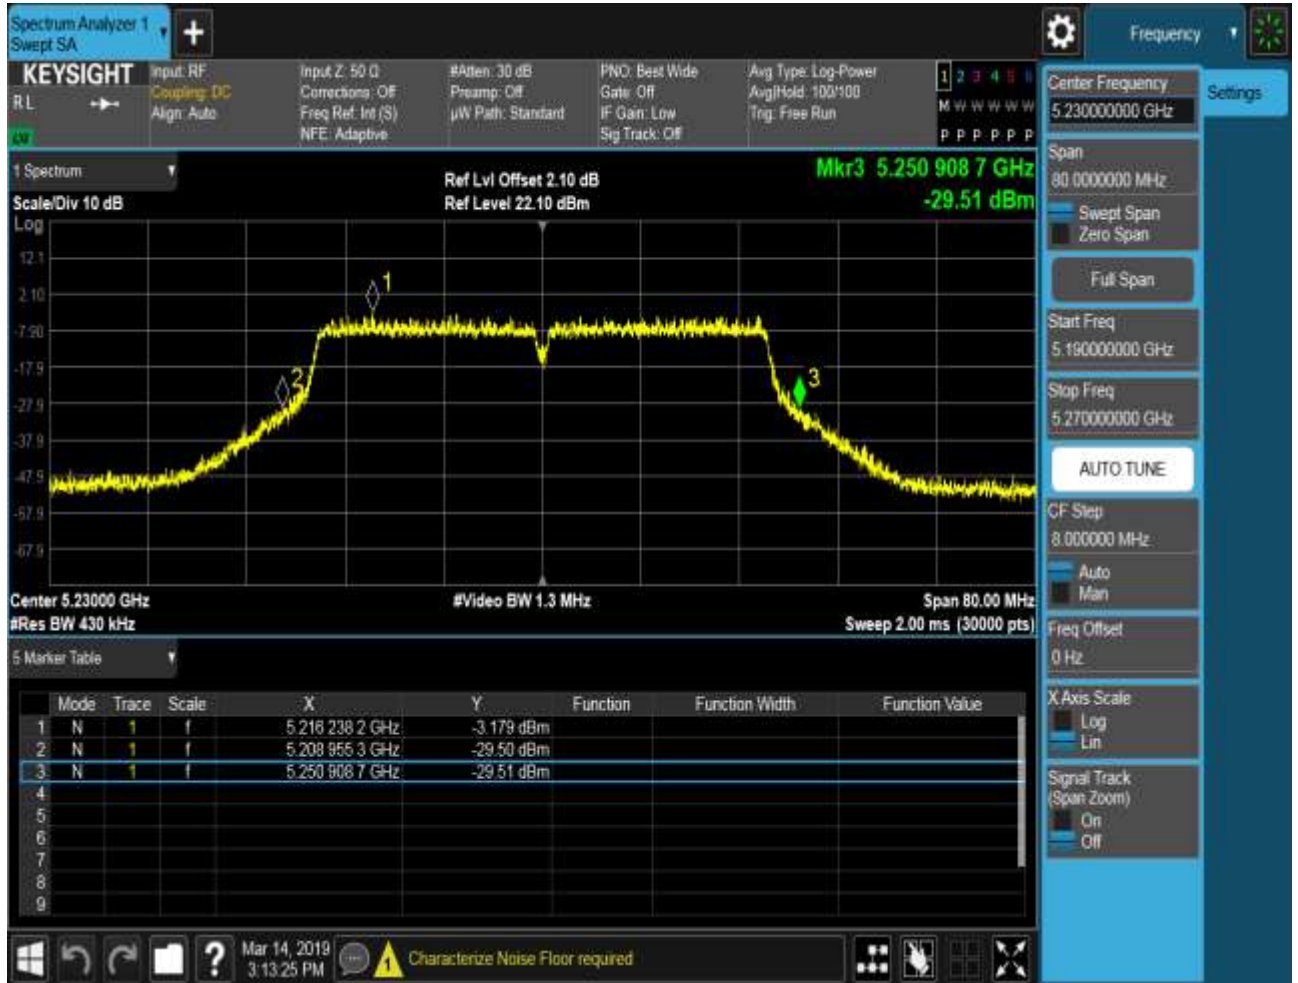 Spectrum Analyzer 1
Swept SA
Frequency
KEYSIGHT
R L
Input: RF
Coupling: DC
Align: Auto
Input Z: 50 Ω
Corrections: Off
Freq Ref: Int (S)
NFE: Adaptive
#Atten: 30 dB
Preamp: Off
µW Path: Standard
PNO: Best Wide
Gate: Off
IF Gain: Low
Sig Track: Off
Avg Type: Log-Power
Avg|Hold: 100/100
Trig: Free Run
1 2 3 4 5 6
M W W W W W
P P P P P P
1 Spectrum
Scale/Div 10 dB
Ref Lvl Offset 2.10 dB
Ref Level 22.10 dBm
Mkr3 5.250 908 7 GHz
-29.51 dBm
Log
12.1
2.10
-7.90
-17.9
-27.9
-37.9
-47.9
-57.9
-67.9
1
2
3
Center 5.23000 GHz
#Res BW 430 kHz
#Video BW 1.3 MHz
Span 80.00 MHz
Sweep 2.00 ms (30000 pts)
5 Marker Table
Mode Trace Scale X Y Function Function Width Function Value
1 N 1 f 5.216 238 2 GHz -3.179 dBm
2 N 1 f 5.208 955 3 GHz -29.50 dBm
3 N 1 f 5.250 908 7 GHz -29.51 dBm
4
5
6
7
8
9
Center Frequency
5.230000000 GHz
Settings
Span
80.0000000 MHz
Swept Span
Zero Span
Full Span
Start Freq
5.190000000 GHz
Stop Freq
5.270000000 GHz
AUTO TUNE
CF Step
8.000000 MHz
Auto
Man
Freq Offset
0 Hz
X Axis Scale
Log
Lin
Signal Track
(Span Zoom)
On
Off
?
Mar 14, 2019
3:13:25 PM
1
Characterize Noise Floor required